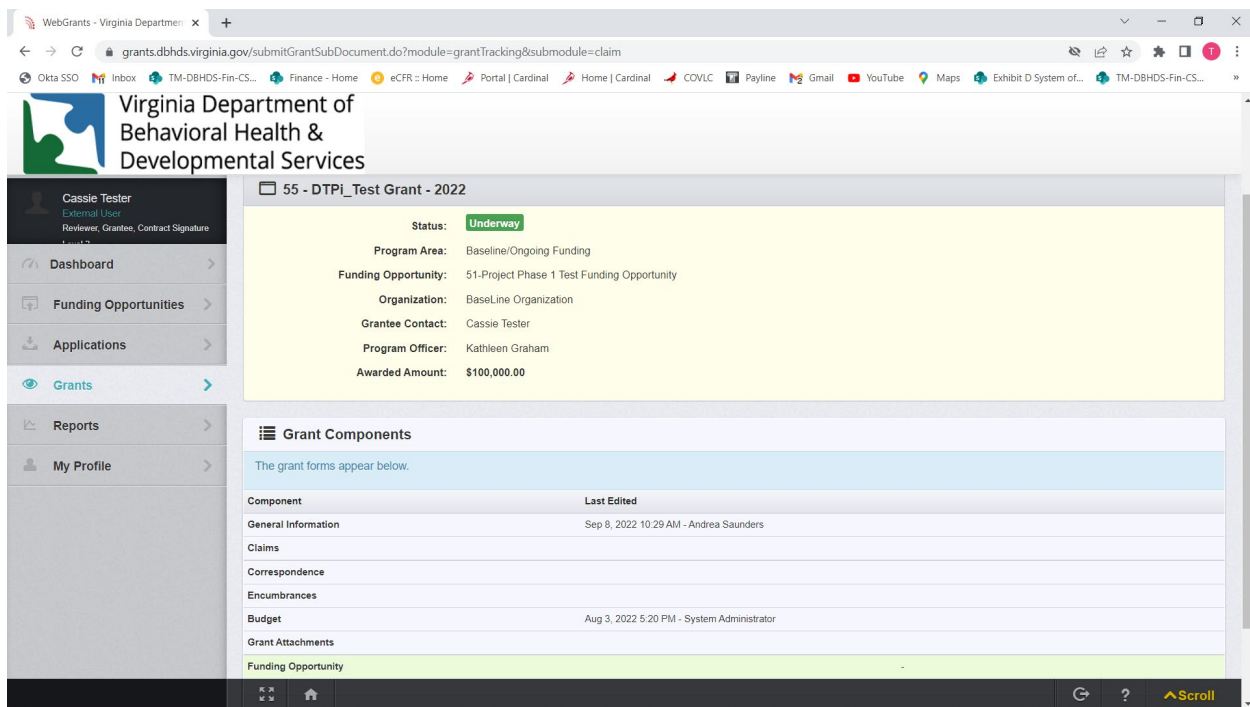 WebGrants - Virginia Departmen
grants.dbhds.virginia.gov/submitGrantSubDocument.do?module=grantTracking&submodule=claim
T
Okta SSO Inbox TM-DBHDS-Fin-CS... Finance - Home eCFR :: Home Portal | Cardinal Home | Cardinal COVLC Payline Gmail YouTube Maps Exhibit D System of... TM-DBHDS-Fin-CS... »
Virginia Department of
Behavioral Health &
Developmental Services
Cassie Tester
External User
Reviewer, Grantee, Contract Signature
Dashboard
Funding Opportunities
Applications
Grants
Reports
My Profile
55 - DTPi_Test Grant - 2022
Status: Underway
Program Area: Baseline/Ongoing Funding
Funding Opportunity: 51-Project Phase 1 Test Funding Opportunity
Organization: BaseLine Organization
Grantee Contact: Cassie Tester
Program Officer: Kathleen Graham
Awarded Amount: $100,000.00
Grant Components
The grant forms appear below.
Component Last Edited
General Information Sep 8, 2022 10:29 AM - Andrea Saunders
Claims
Correspondence
Encumbrances
Budget Aug 3, 2022 5:20 PM - System Administrator
Grant Attachments
Funding Opportunity -
? Scroll